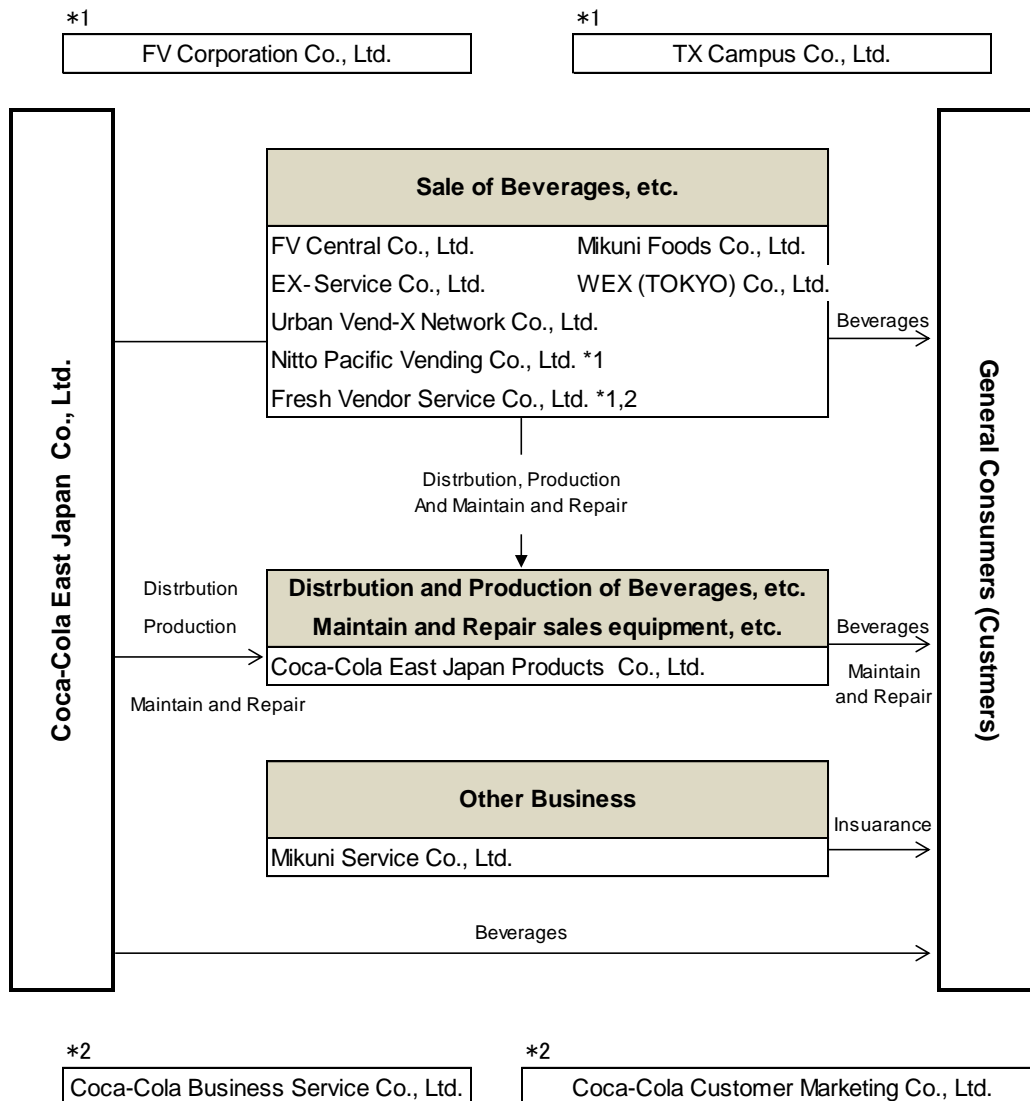 *1
FV Corporation Co., Ltd.
*1
TX Campus Co., Ltd.
Coca-Cola East Japan Co., Ltd.
Sale of Beverages, etc.
FV Central Co., Ltd.
Mikuni Foods Co., Ltd.
EX-Service Co., Ltd.
WEX (TOKYO) Co., Ltd.
Urban Vend-X Network Co., Ltd.
Nitto Pacific Vending Co., Ltd. *1
Fresh Vendor Service Co., Ltd. *1,2
Beverages
General Consumers (Custmers)
Distrbution, Production
And Maintain and Repair
Distrbution
Production
Maintain and Repair
Distrbution and Production of Beverages, etc.
Maintain and Repair sales equipment, etc.
Coca-Cola East Japan Products Co., Ltd.
Beverages
Maintain
and Repair
Other Business
Mikuni Service Co., Ltd.
Insuarance
Beverages
*2
Coca-Cola Business Service Co., Ltd.
*2
Coca-Cola Customer Marketing Co., Ltd.